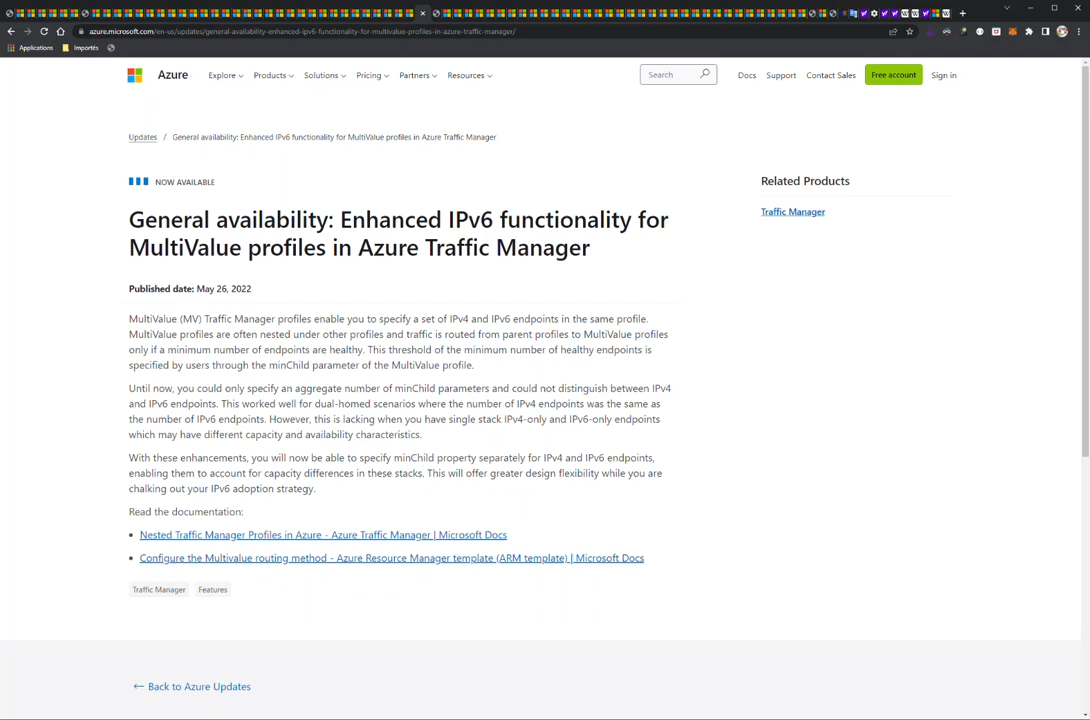 azure.microsoft.com/en-us/updates/general-availability-enhanced-ipv6-functionality-for-multivalue-profiles-in-azure-traffic-manager/
Applications
Importés
Azure
Explore
Products
Solutions
Pricing
Partners
Resources
Search
Docs
Support
Contact Sales
Free account
Sign in
Updates / General availability: Enhanced IPv6 functionality for MultiValue profiles in Azure Traffic Manager
NOW AVAILABLE
General availability: Enhanced IPv6 functionality for
MultiValue profiles in Azure Traffic Manager
Published date: May 26, 2022
MultiValue (MV) Traffic Manager profiles enable you to specify a set of IPv4 and IPv6 endpoints in the same profile.
MultiValue profiles are often nested under other profiles and traffic is routed from parent profiles to MultiValue profiles
only if a minimum number of endpoints are healthy. This threshold of the minimum number of healthy endpoints is
specified by users through the minChild parameter of the MultiValue profile.
Until now, you could only specify an aggregate number of minChild parameters and could not distinguish between IPv4
and IPv6 endpoints. This worked well for dual-homed scenarios where the number of IPv4 endpoints was the same as
the number of IPv6 endpoints. However, this is lacking when you have single stack IPv4-only and IPv6-only endpoints
which may have different capacity and availability characteristics.
With these enhancements, you will now be able to specify minChild property separately for IPv4 and IPv6 endpoints,
enabling them to account for capacity differences in these stacks. This will offer greater design flexibility while you are
chalking out your IPv6 adoption strategy.
Read the documentation:
• Nested Traffic Manager Profiles in Azure - Azure Traffic Manager | Microsoft Docs
• Configure the Multivalue routing method - Azure Resource Manager template (ARM template) | Microsoft Docs
Traffic Manager
Features
Related Products
Traffic Manager
← Back to Azure Updates